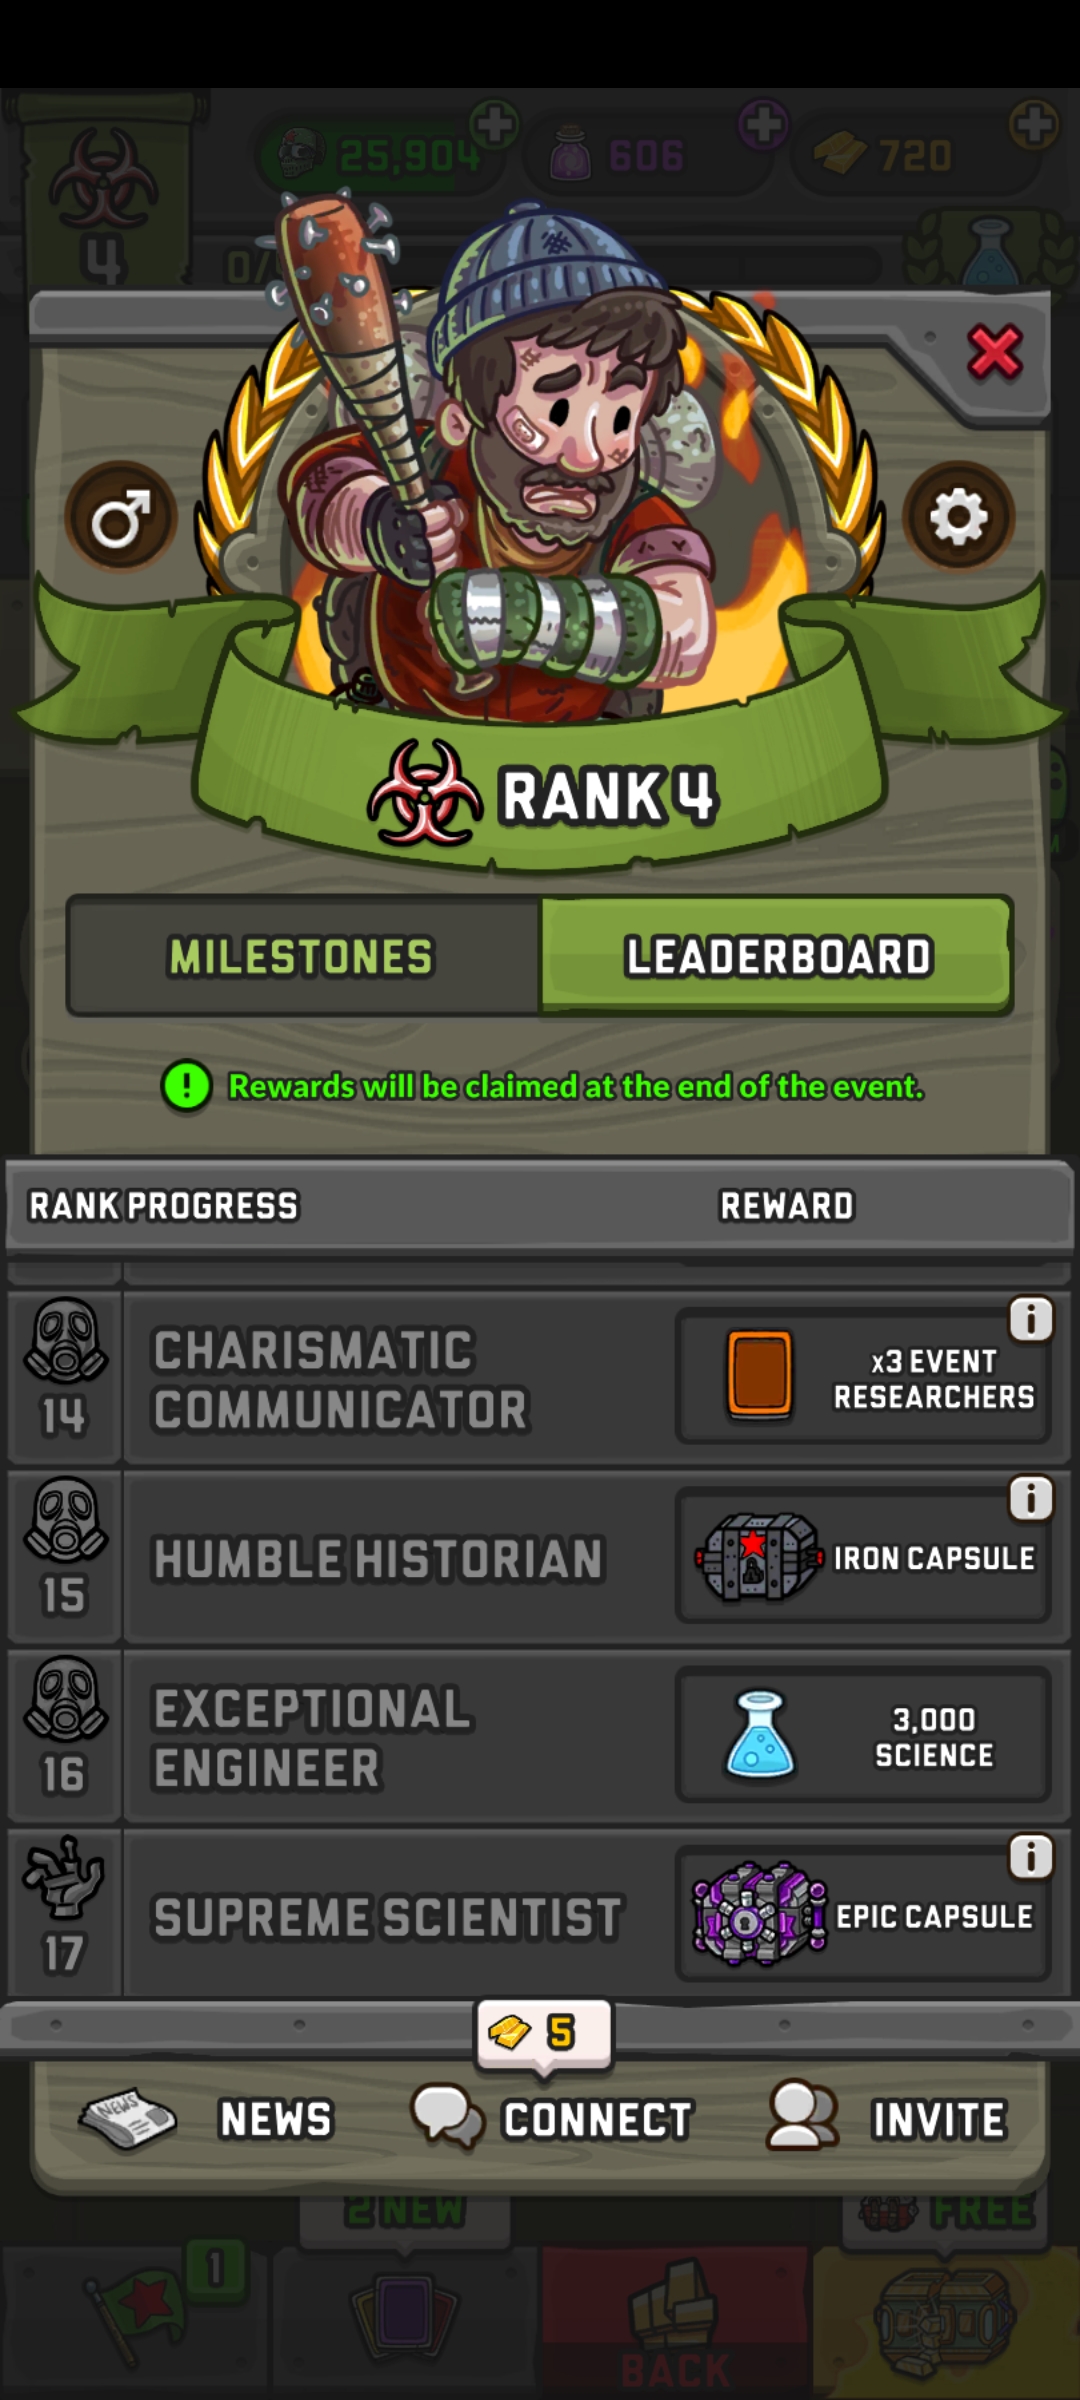 25,904
606
720
4
0/
RANK 4
MILESTONES
LEADERBOARD
! Rewards will be claimed at the end of the event.
RANK PROGRESS
REWARD
14
CHARISMATIC
COMMUNICATOR
x3 EVENT
RESEARCHERS
i
15
HUMBLE HISTORIAN
IRON CAPSULE
i
16
EXCEPTIONAL
ENGINEER
3,000
SCIENCE
17
SUPREME SCIENTIST
EPIC CAPSULE
i
5
NEWS
NEWS
CONNECT
INVITE
2 NEW
FREE
1
BACK